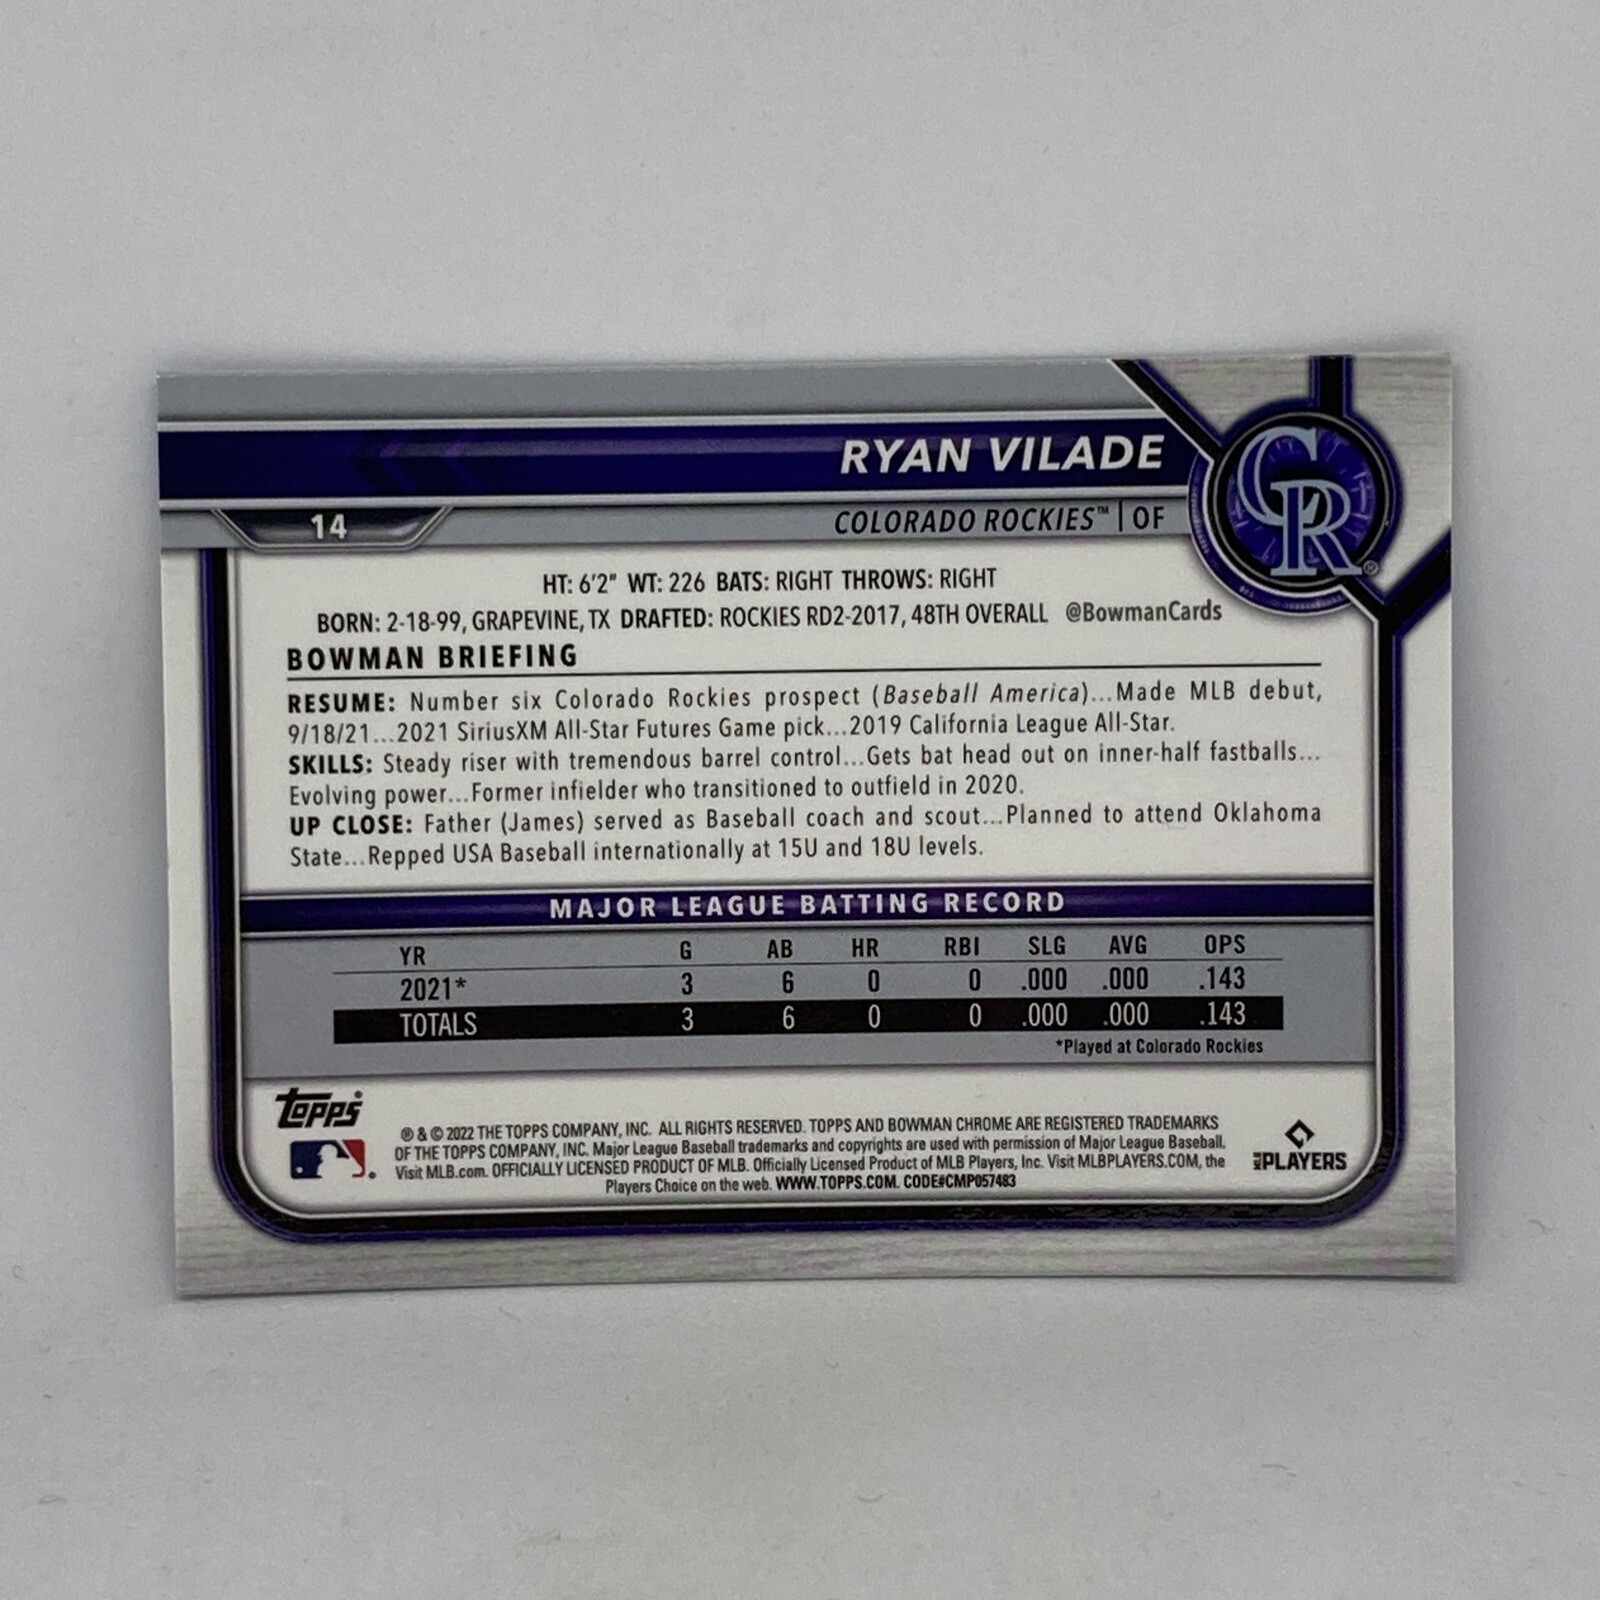 RYAN VILADE
14
COLORADO ROCKIES™ | OF
CR®
HT: 6'2" WT: 226 BATS: RIGHT THROWS: RIGHT
BORN: 2-18-99, GRAPEVINE, TX DRAFTED: ROCKIES RD2-2017, 48TH OVERALL @BowmanCards
BOWMAN BRIEFING
RESUME: Number six Colorado Rockies prospect (Baseball America)...Made MLB debut,
9/18/21...2021 SiriusXM All-Star Futures Game pick...2019 California League All-Star.
SKILLS: Steady riser with tremendous barrel control...Gets bat head out on inner-half fastballs...
Evolving power...Former infielder who transitioned to outfield in 2020.
UP CLOSE: Father (James) served as Baseball coach and scout...Planned to attend Oklahoma
State...Repped USA Baseball internationally at 15U and 18U levels.
MAJOR LEAGUE BATTING RECORD
YR G AB HR RBI SLG AVG OPS
2021* 3 6 0 0 .000 .000 .143
TOTALS 3 6 0 0 .000 .000 .143
*Played at Colorado Rockies
Topps®
® & © 2022 THE TOPPS COMPANY, INC. ALL RIGHTS RESERVED. TOPPS AND BOWMAN CHROME ARE REGISTERED TRADEMARKS
OF THE TOPPS COMPANY, INC. Major League Baseball trademarks and copyrights are used with permission of Major League Baseball.
Visit MLB.com. OFFICIALLY LICENSED PRODUCT OF MLB. Officially Licensed Product of MLB Players, Inc. Visit MLBPLAYERS.COM, the
Players Choice on the web. WWW.TOPPS.COM. CODE#CMP057483
MLB PLAYERS